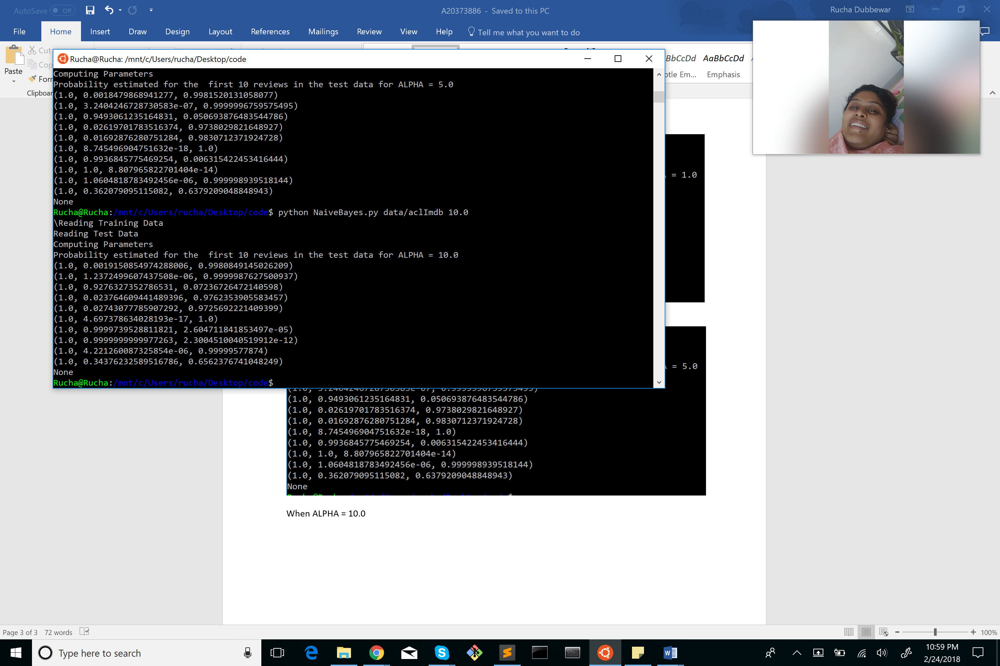 AutoSave Off
A20373886 - Saved to this PC
Rucha Dubbewar
File Home Insert Draw Design Layout References Mailings Review View Help Tell me what you want to do
Cut
Paste
Clipboar
BbCcDd AaBbCcDd
tle Em... Emphasis
Rucha@Rucha: /mnt/c/Users/rucha/Desktop/code
Computing Parameters
Probability estimated for the  first 10 reviews in the test data for ALPHA = 5.0
(1.0, 0.0018479868941277, 0.9981520131058077)
(1.0, 3.2404246728730583e-07, 0.9999996759575495)
(1.0, 0.9493061235164831, 0.050693876483544786)
(1.0, 0.02619701783516374, 0.9738029821648927)
(1.0, 0.01692876280751284, 0.9830712371924728)
(1.0, 8.745496904751632e-18, 1.0)
(1.0, 0.9936845775469254, 0.006315422453416444)
(1.0, 1.0, 8.807965822701404e-14)
(1.0, 1.0604818783492456e-06, 0.999998939518144)
(1.0, 0.362079095115082, 0.6379209048848943)
None
Rucha@Rucha:/mnt/c/Users/rucha/Desktop/code$ python NaiveBayes.py data/aclImdb 10.0
\Reading Training Data
Reading Test Data
Computing Parameters
Probability estimated for the  first 10 reviews in the test data for ALPHA = 10.0
(1.0, 0.0019150854974288006, 0.9980849145026209)
(1.0, 1.2372499607437508e-06, 0.9999987627500937)
(1.0, 0.9276327352786531, 0.07236726472140598)
(1.0, 0.023764609441489396, 0.9762353905583457)
(1.0, 0.02743077785907292, 0.9725692221409399)
(1.0, 4.697378634028193e-17, 1.0)
(1.0, 0.9999739528811821, 2.604711841853497e-05)
(1.0, 0.9999999999977263, 2.3004510040519912e-12)
(1.0, 4.221260087325854e-06, 0.99999577874)
(1.0, 0.34376232589516786, 0.6562376741048249)
None
Rucha@Rucha:/mnt/c/Users/rucha/Desktop/code$
= 1.0
= 5.0
(1.0, 0.9493061235164831, 0.050693876483544786)
(1.0, 0.02619701783516374, 0.9738029821648927)
(1.0, 0.01692876280751284, 0.9830712371924728)
(1.0, 8.745496904751632e-18, 1.0)
(1.0, 0.9936845775469254, 0.006315422453416444)
(1.0, 1.0, 8.807965822701404e-14)
(1.0, 1.0604818783492456e-06, 0.999998939518144)
(1.0, 0.362079095115082, 0.6379209048848943)
None
When ALPHA = 10.0
Page 3 of 3 72 words
100%
Type here to search
10:59 PM
2/24/2018